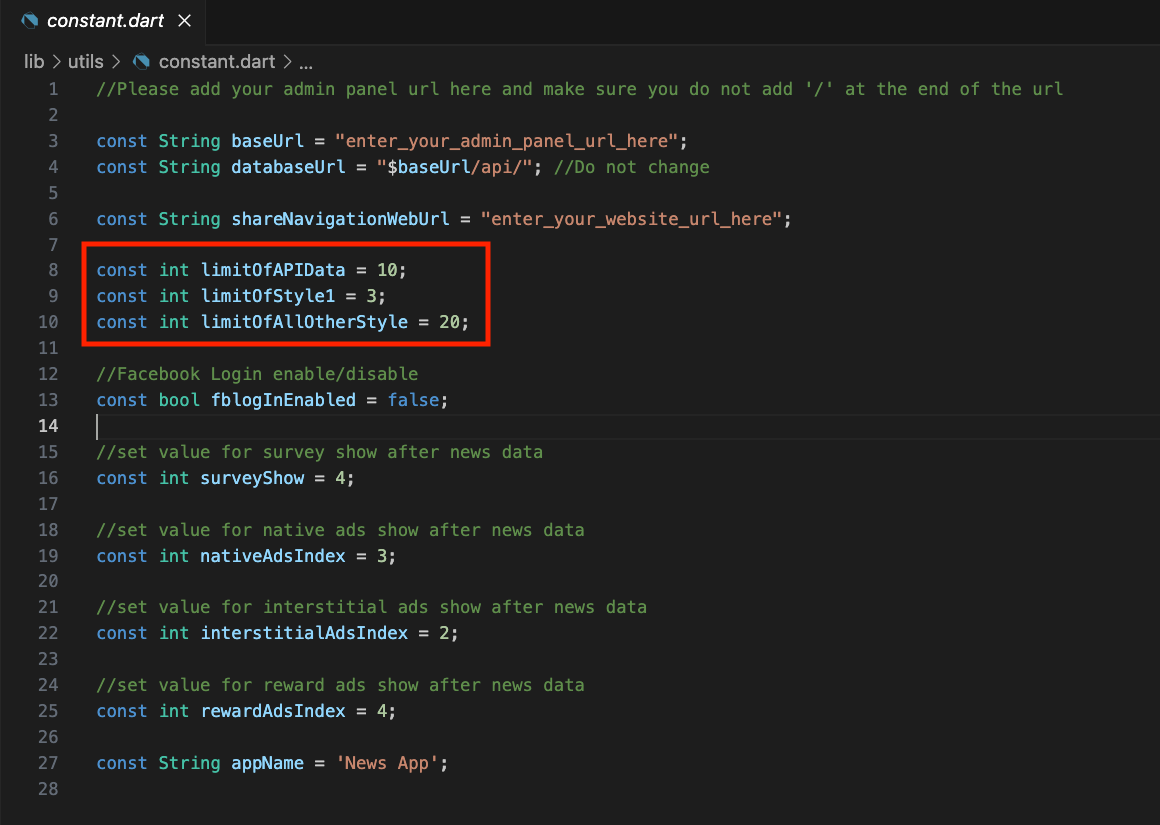 constant.dart ×
lib > utils > constant.dart > ...
1 //Please add your admin panel url here and make sure you do not add '/' at the end of the url
2
3 const String baseUrl = "enter_your_admin_panel_url_here";
4 const String databaseUrl = "$baseUrl/api/"; //Do not change
5
6 const String shareNavigationWebUrl = "enter_your_website_url_here";
7
8 const int limitOfAPIData = 10;
9 const int limitOfStyle1 = 3;
10 const int limitOfAllOtherStyle = 20;
11
12 //Facebook Login enable/disable
13 const bool fblogInEnabled = false;
14
15 //set value for survey show after news data
16 const int surveyShow = 4;
17
18 //set value for native ads show after news data
19 const int nativeAdsIndex = 3;
20
21 //set value for interstitial ads show after news data
22 const int interstitialAdsIndex = 2;
23
24 //set value for reward ads show after news data
25 const int rewardAdsIndex = 4;
26
27 const String appName = 'News App';
28